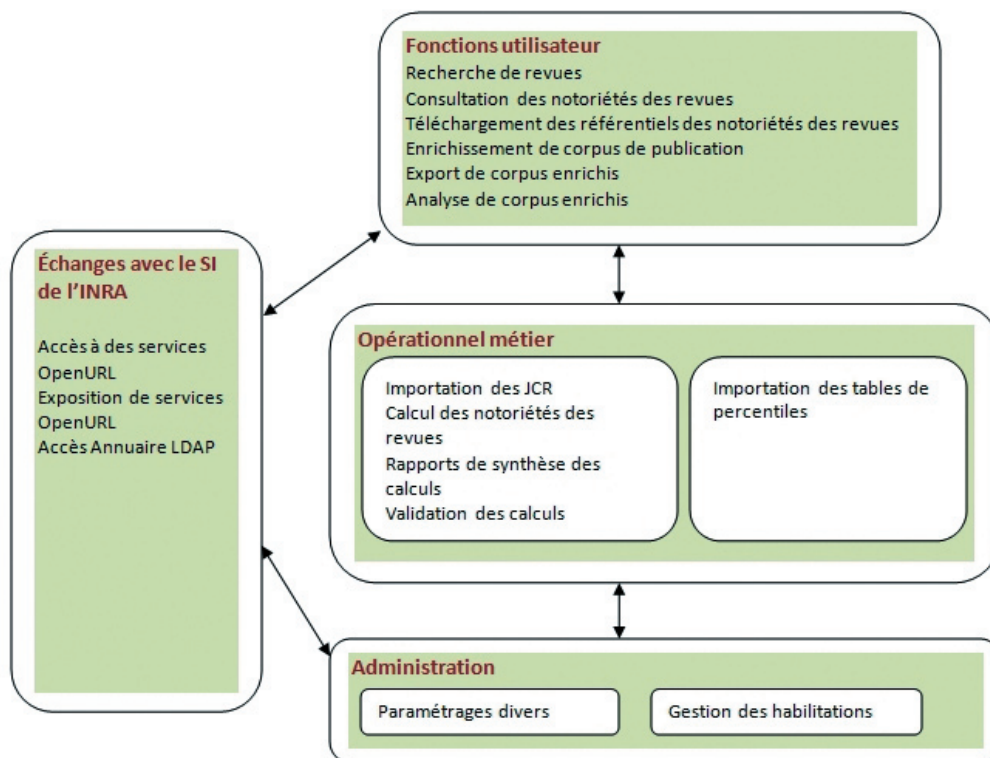 Fonctions utilisateur
Recherche de revues
Consultation des notoriétés des revues
Téléchargement des référentiels des notoriétés des revues
Enrichissement de corpus de publication
Export de corpus enrichis
Analyse de corpus enrichis
Échanges avec le SI
de l'INRA
Accès à des services
OpenURL
Exposition de services
OpenURL
Accès Annuaire LDAP
Opérationnel métier
Importation des JCR
Calcul des notoriétés des
revues
Rapports de synthèse des
calculs
Validation des calculs
Importation des tables de
percentiles
Administration
Paramétrages divers
Gestion des habilitations